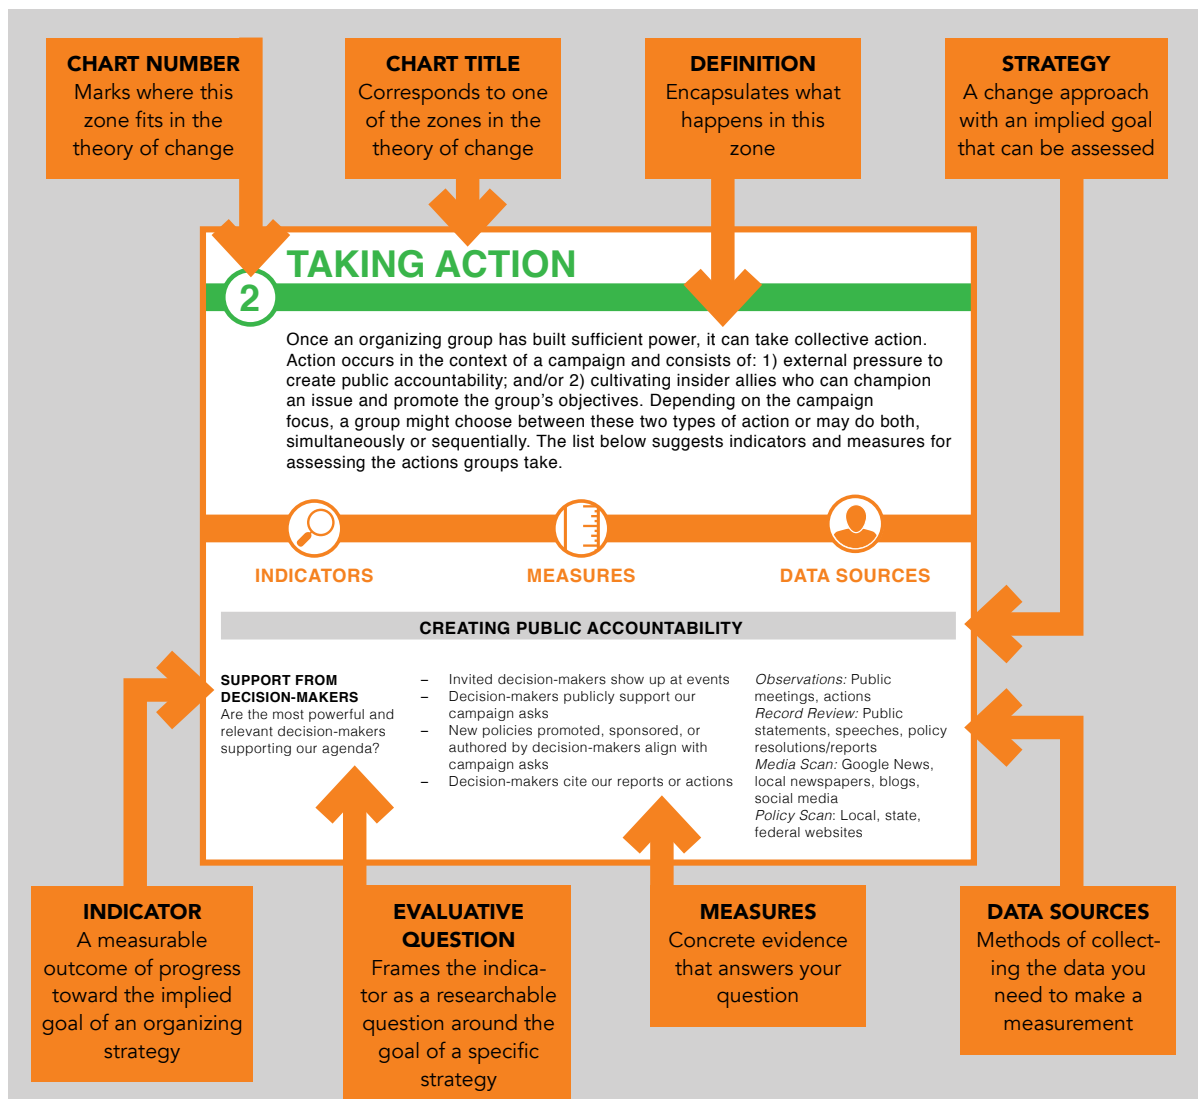 CHART NUMBER
Marks where this
zone fits in the
theory of change
CHART TITLE
Corresponds to one
of the zones in the
theory of change
DEFINITION
Encapsulates what
happens in this
zone
STRATEGY
A change approach
with an implied goal
that can be assessed
TAKING ACTION
2
Once an organizing group has built sufficient power, it can take collective action.
Action occurs in the context of a campaign and consists of: 1) external pressure to
create public accountability; and/or 2) cultivating insider allies who can champion
an issue and promote the group's objectives. Depending on the campaign
focus, a group might choose between these two types of action or may do both,
simultaneously or sequentially. The list below suggests indicators and measures for
assessing the actions groups take.
INDICATORS
MEASURES
DATA SOURCES
CREATING PUBLIC ACCOUNTABILITY
SUPPORT FROM
DECISION-MAKERS
Are the most powerful and
relevant decision-makers
supporting our agenda?
– Invited decision-makers show up at events
– Decision-makers publicly support our
campaign asks
– New policies promoted, sponsored, or
authored by decision-makers align with
campaign asks
– Decision-makers cite our reports or actions
Observations: Public
meetings, actions
Record Review: Public
statements, speeches, policy
resolutions/reports
Media Scan: Google News,
local newspapers, blogs,
social media
Policy Scan: Local, state,
federal websites
INDICATOR
A measurable
outcome of progress
toward the implied
goal of an organizing
strategy
EVALUATIVE
QUESTION
Frames the indica-
tor as a researchable
question around the
goal of a specific
strategy
MEASURES
Concrete evidence
that answers your
question
DATA SOURCES
Methods of collect-
ing the data you
need to make a
measurement